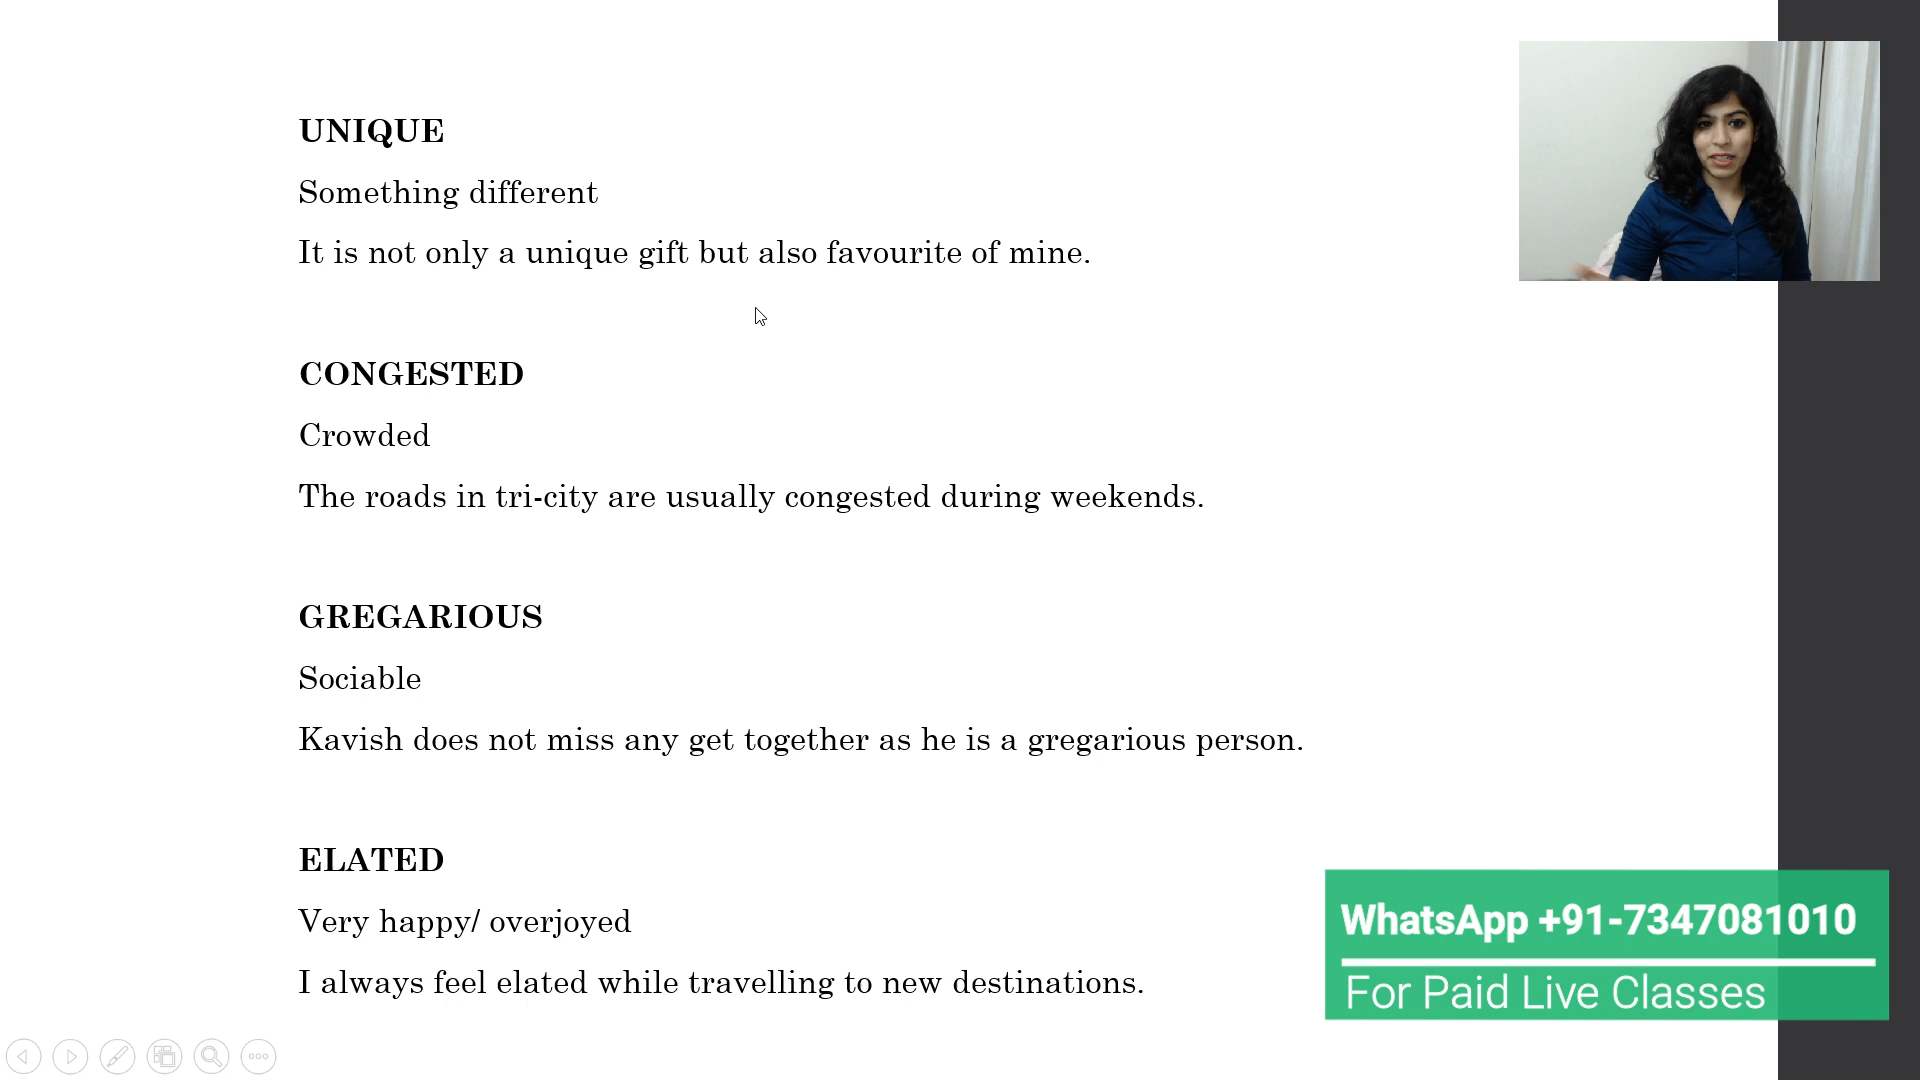 UNIQUE
Something different
It is not only a unique gift but also favourite of mine.
CONGESTED
Crowded
The roads in tri-city are usually congested during weekends.
GREGARIOUS
Sociable
Kavish does not miss any get together as he is a gregarious person.
ELATED
Very happy/ overjoyed
I always feel elated while travelling to new destinations.
WhatsApp +91-7347081010
For Paid Live Classes